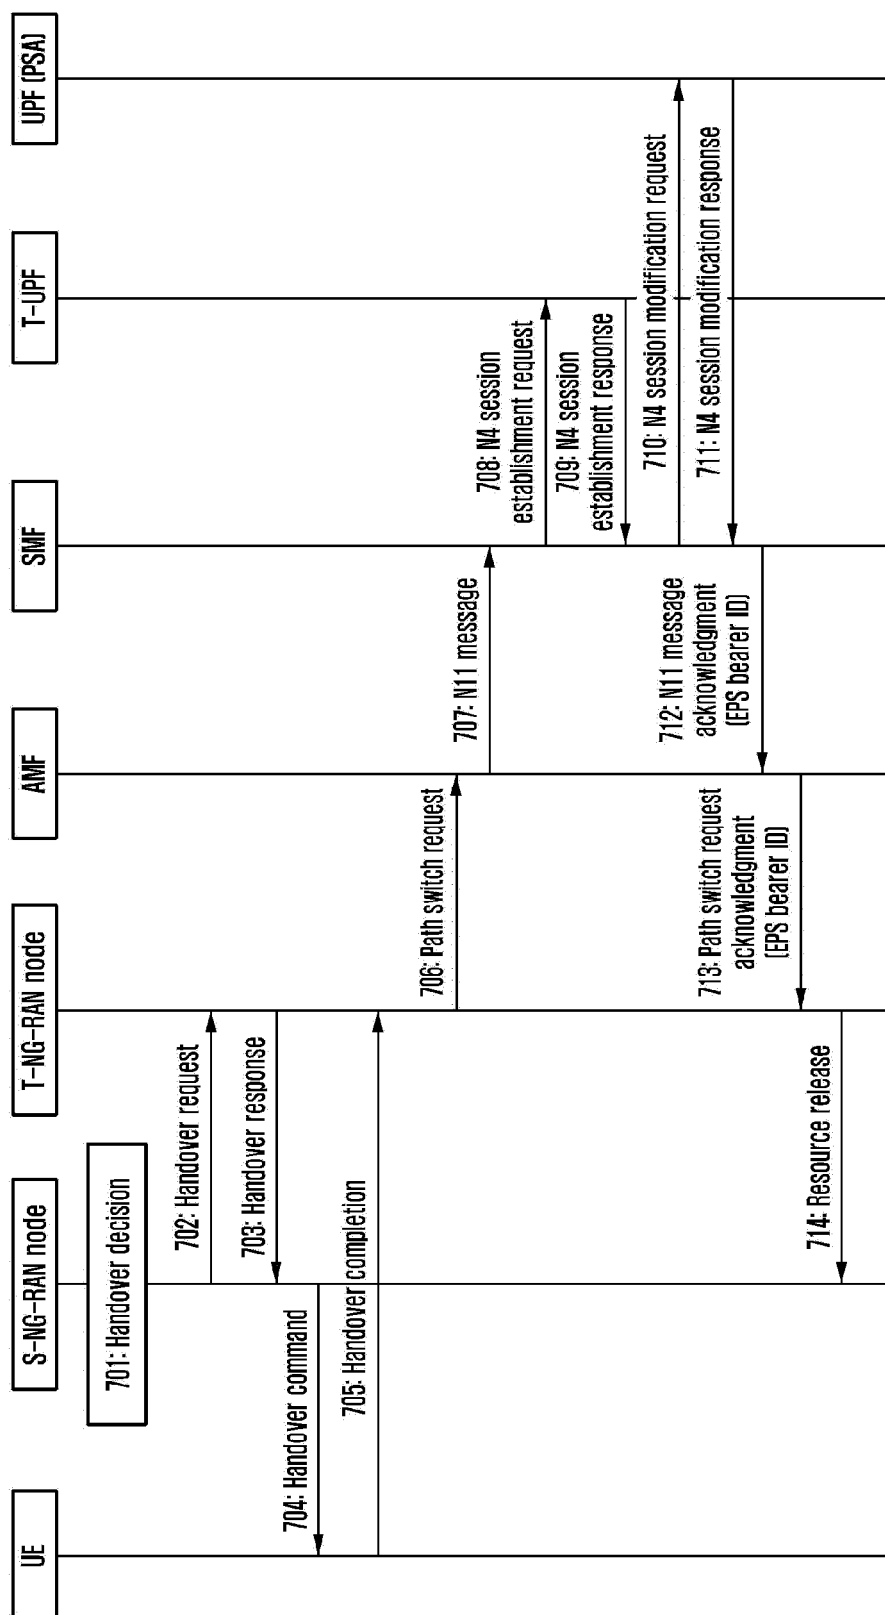 UE
S-NG-RAN node
T-NG-RAN node
AMF
SMF
T-UPF
UPF (PSA)
701: Handover decision
702: Handover request
703: Handover response
704: Handover command
705: Handover completion
706: Path switch request
707: N11 message
708: N4 session
establishment request
709: N4 session
establishment response
710: N4 session modification request
711: N4 session modification response
712: N11 message
acknowledgment
(EPS bearer ID)
713: Path switch request
acknowledgment
(EPS bearer ID)
714: Resource release